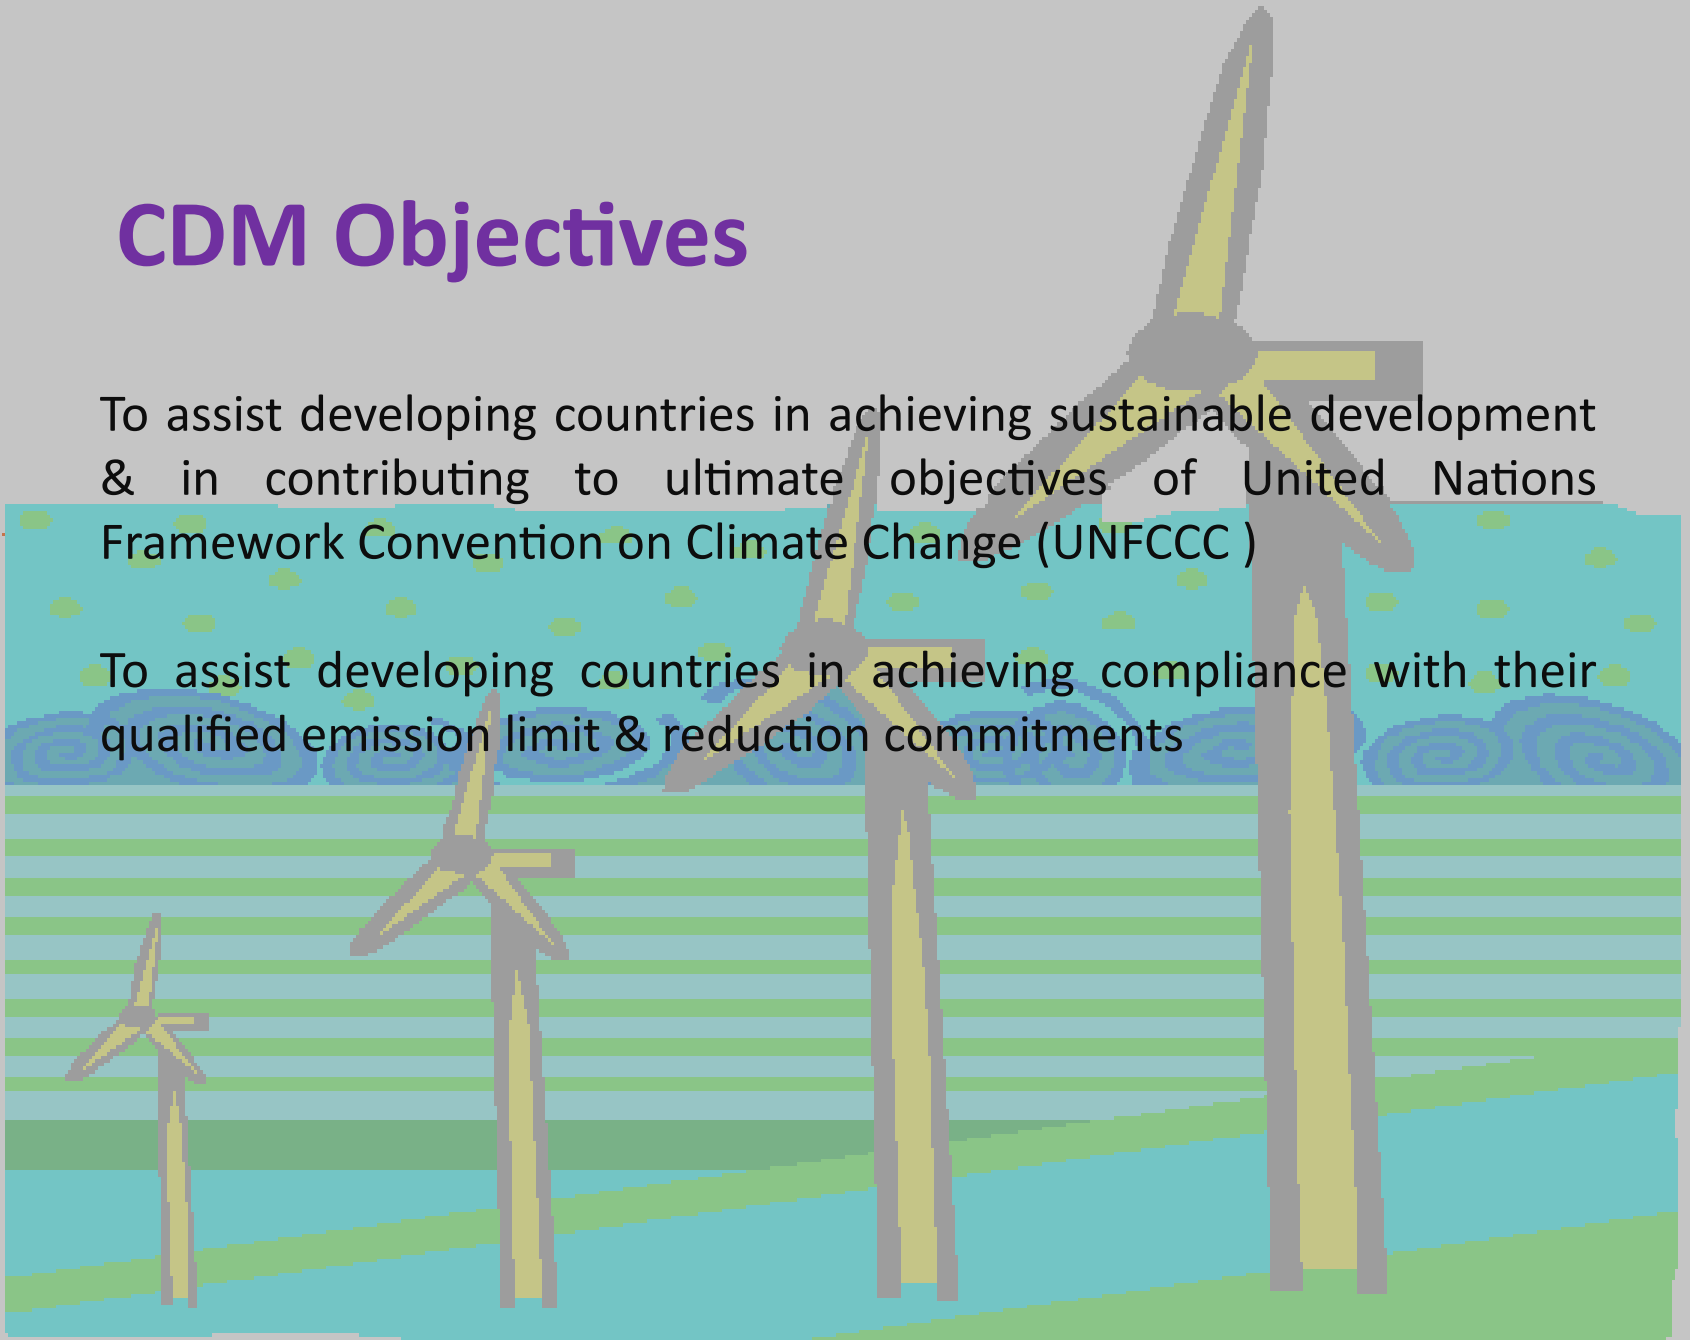 CDM Objectives
To assist developing countries in achieving sustainable development
& in contributing to ultimate objectives of United Nations
Framework Convention on Climate Change (UNFCCC )
To assist developing countries in achieving compliance with their
qualified emission limit & reduction commitments